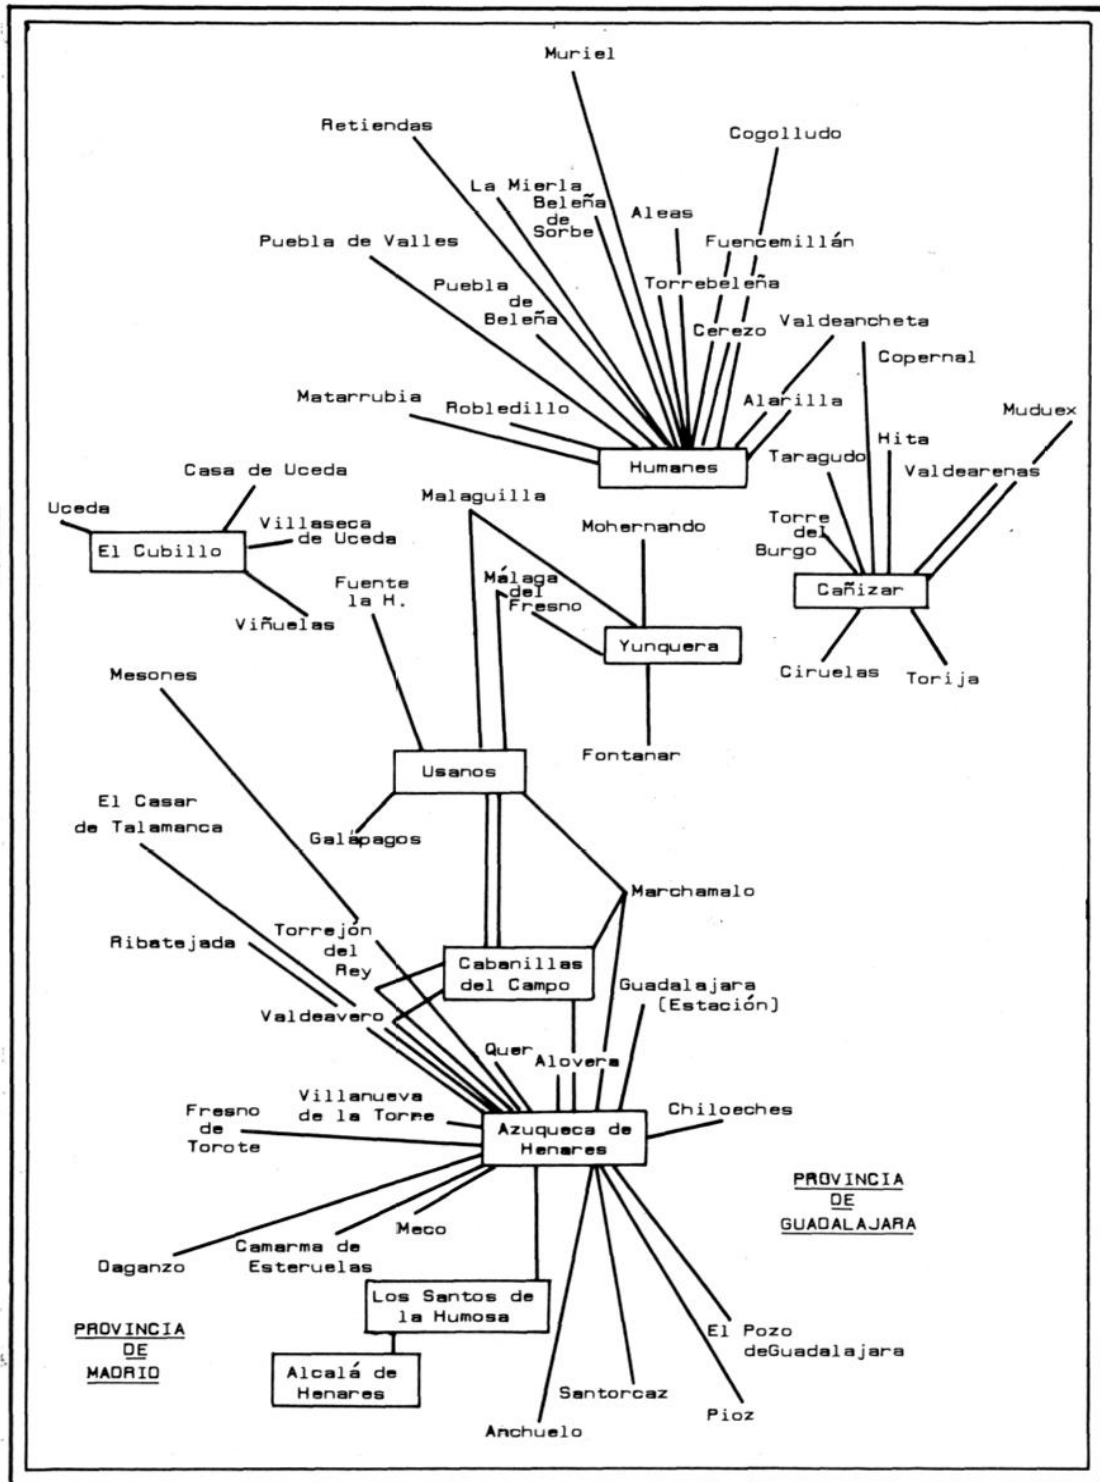 Muriel
Retiendas
Cogolludo
La Mierla
Beleña
de
Sorbe
Aleas
Puebla de Valles
Fuencemillán
Puebla
de
Beleña
Torrebeleña
Cerezo
Valdeancheta
Copernal
Matarrubia
Robledillo
Alarilla
Muduex
Humanes
Hita
Taragudo
Valdearenas
Casa de Uceda
Uceda
Malaguilla
Villaseca
de Uceda
El Cubillo
Mohernando
Torre
del
Burgo
Fuente
la H.
Málaga
del
Fresno
Cañizar
Viñuelas
Yunquera
Mesones
Ciruelas
Torija
Fontanar
Usanos
El Casar
de Talamanca
Galápagos
Marchamalo
Ribatejada
Torrejón
del
Rey
Cabanillas
del Campo
Guadalajara
(Estación)
Valdeavero
Quer
Alovera
Villanueva
de la Torre
Fresno
de
Torote
Chiloeches
Azuqueca de
Henares
PROVINCIA
DE
GUADALAJARA
Meco
Camarma de
Esteruelas
Daganzo
Los Santos de
la Humosa
PROVINCIA
DE
MADRID
El Pozo
deGuadalajara
Alcalá de
Henares
Santorcaz
Pioz
Anchuelo